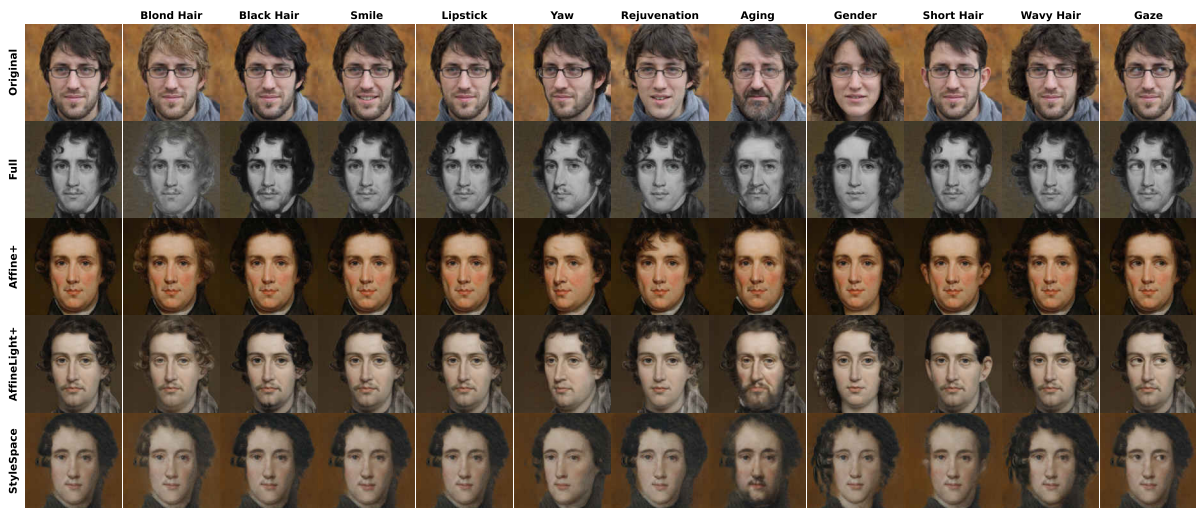 Blond Hair Black Hair Smile Lipstick Yaw Rejuvenation Aging Gender Short Hair Wavy Hair Gaze
Original
Full
Affine+
AffineLight+
StyleSpace